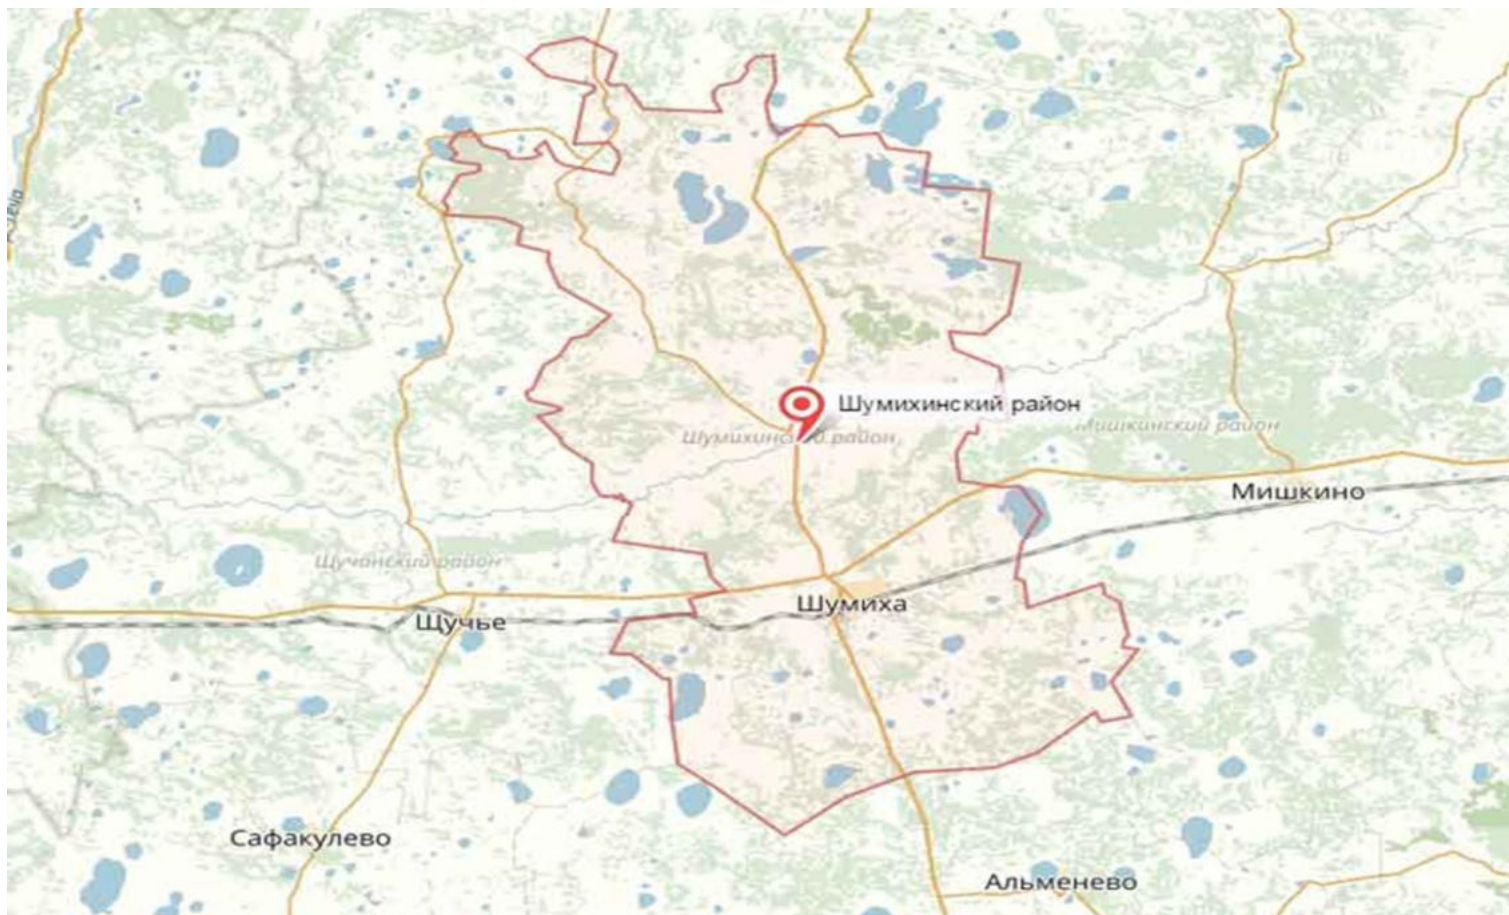 Шумихинский район
Шумихинский район
Мишкинский район
Мишкино
Щучанский район
Шумиха
Щучье
Сафакулево
Альменево